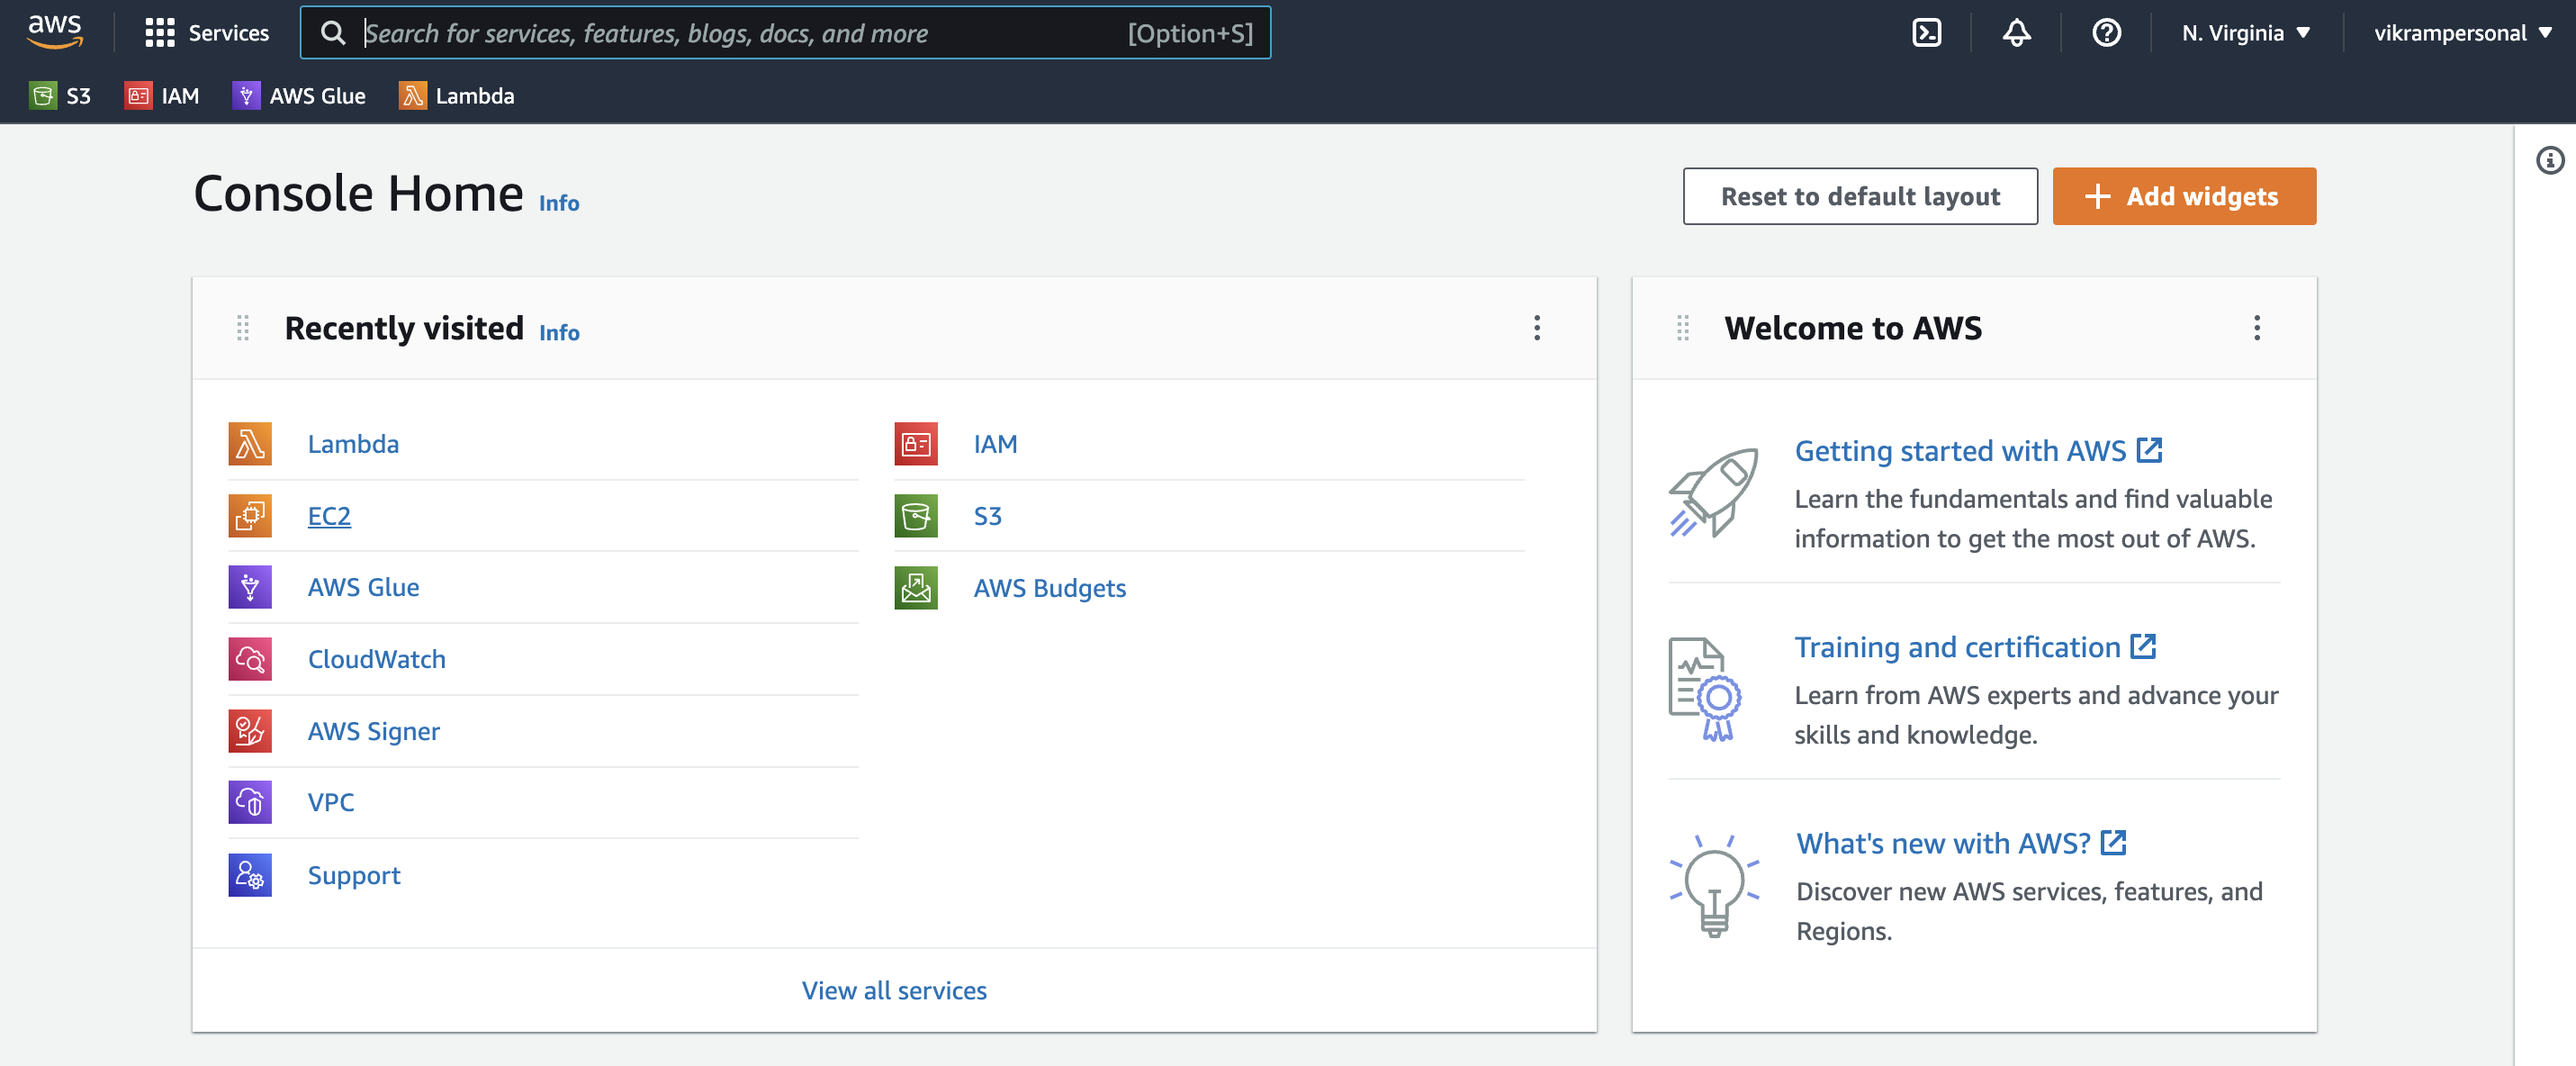 aws
Services
Search for services, features, blogs, docs, and more
[Option+S]
N. Virginia
vikrampersonal
S3
IAM
AWS Glue
Lambda
Console Home
Info
Reset to default layout
Add widgets
Recently visited
Info
Lambda
EC2
AWS Glue
CloudWatch
AWS Signer
VPC
Support
IAM
S3
AWS Budgets
View all services
Welcome to AWS
Getting started with AWS
Learn the fundamentals and find valuable
information to get the most out of AWS.
Training and certification
Learn from AWS experts and advance your
skills and knowledge.
What's new with AWS?
Discover new AWS services, features, and
Regions.